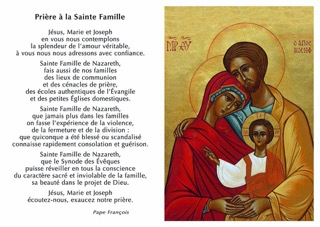 Prière à la Sainte Famille
Jésus, Marie et Joseph
en vous nous contemplons
la splendeur de l'amour véritable,
à vous nous nous adressons avec confiance.
Sainte Famille de Nazareth,
fais aussi de nos familles
des lieux de communion
et des cénacles de prière,
des écoles authentiques de l'Évangile
et des petites Églises domestiques.
Sainte Famille de Nazareth,
que jamais plus dans les familles
on fasse l'expérience de la violence,
de la fermeture et de la division :
que quiconque a été blessé ou scandalisé
connaisse rapidement consolation et guérison.
Sainte Famille de Nazareth,
que le Synode des Évêques
puisse réveiller en tous la conscience
du caractère sacré et inviolable de la famille,
sa beauté dans le projet de Dieu.
Jésus, Marie et Joseph
écoutez-nous, exaucez notre prière.
Pape François